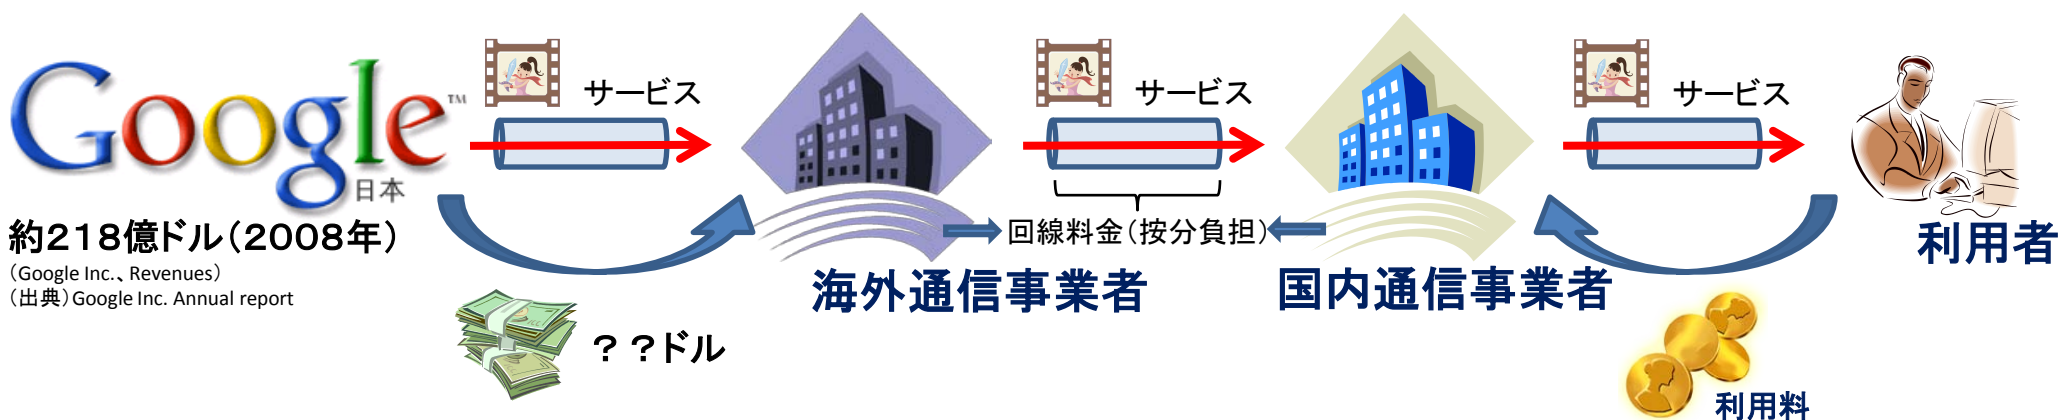 Google™
日本
約218億ドル(2008年)
(Google Inc.、Revenues)
(出典)Google Inc. Annual report
サービス
サービス
サービス
回線料金(按分負担)
海外通信事業者
国内通信事業者
利用者
??ドル
利用料